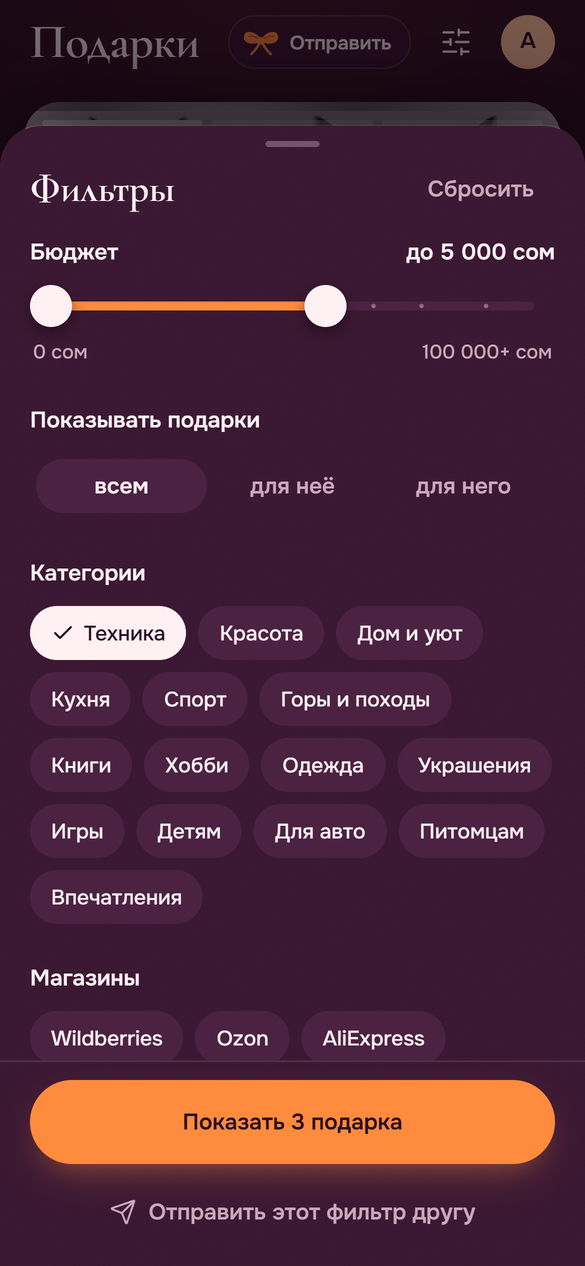 Подарки
Отправить
A
Фильтры
Сбросить
Бюджет
до 5 000 сом
0 сом
100 000+ сом
Показывать подарки
всем
для неё
для него
Категории
Техника
Красота
Дом и уют
Кухня
Спорт
Горы и походы
Книги
Хобби
Одежда
Украшения
Игры
Детям
Для авто
Питомцам
Впечатления
Магазины
Wildberries
Ozon
AliExpress
Показать 3 подарка
Отправить этот фильтр другу